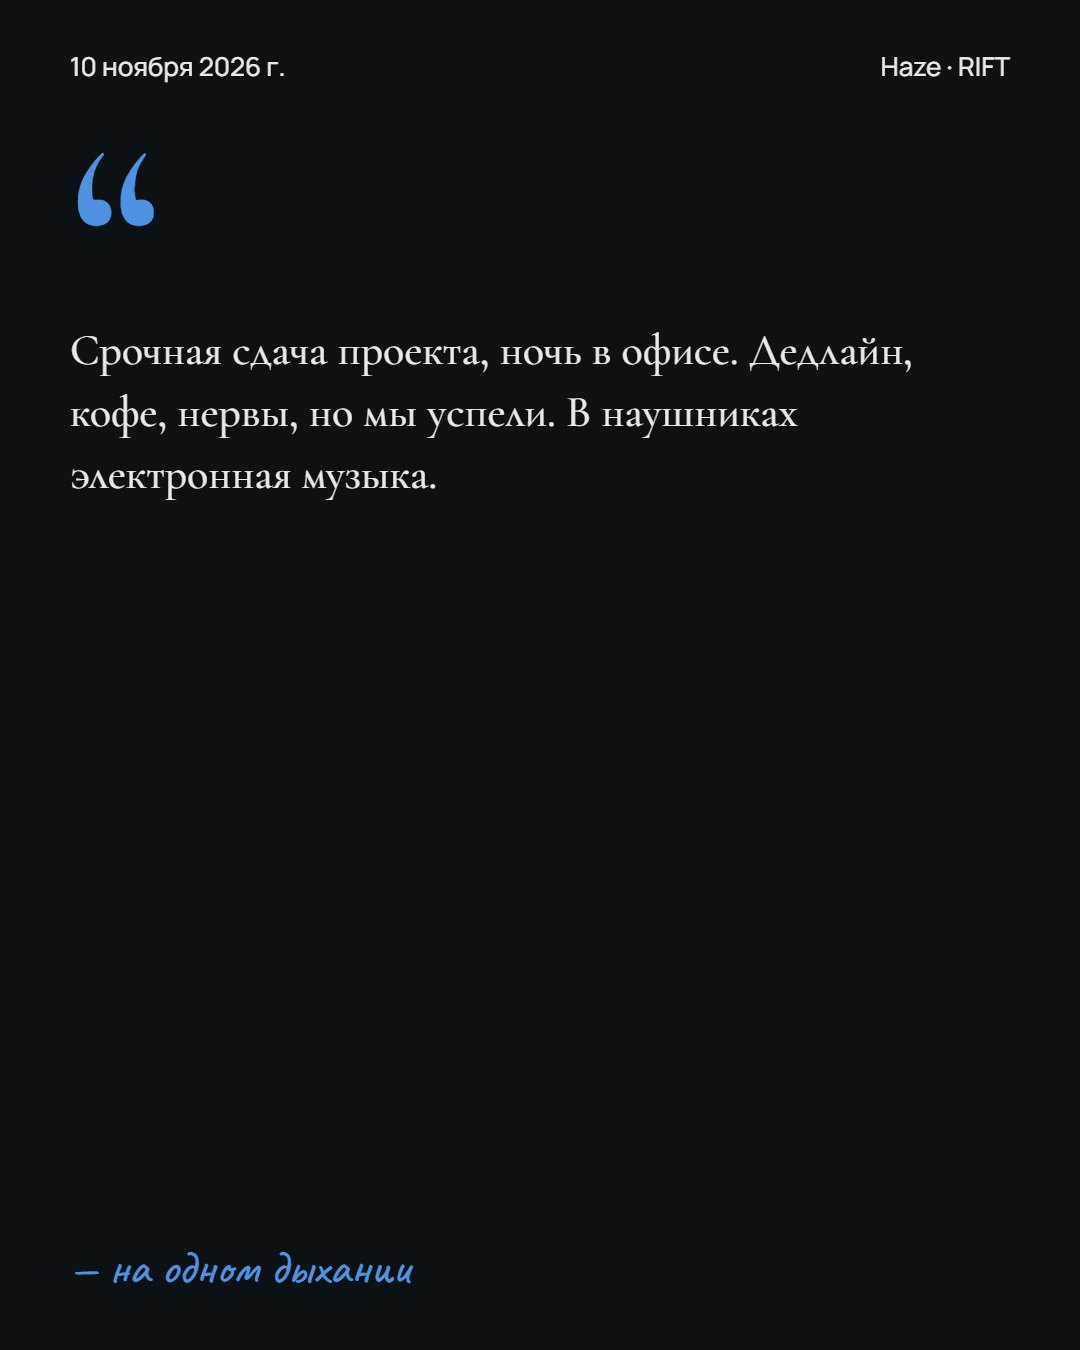 10 ноября 2026 г.
Haze · RIFT
“
Срочная сдача проекта, ночь в офисе. Дедлайн,
кофе, нервы, но мы успели. В наушниках
электронная музыка.
— на одном дыхании